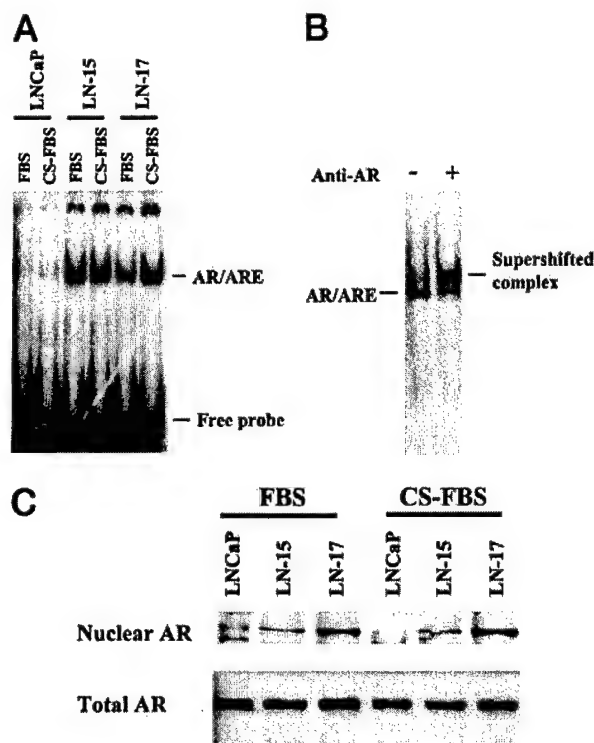 A
LNCaP
LN-15
LN-17
FBS
CS-FBS
FBS
CS-FBS
FBS
CS-FBS
AR/ARE
Free probe
B
Anti-AR - +
AR/ARE
Supershifted
complex
C
FBS CS-FBS
LNCaP
LN-15
LN-17
LNCaP
LN-15
LN-17
Nuclear AR
Total AR